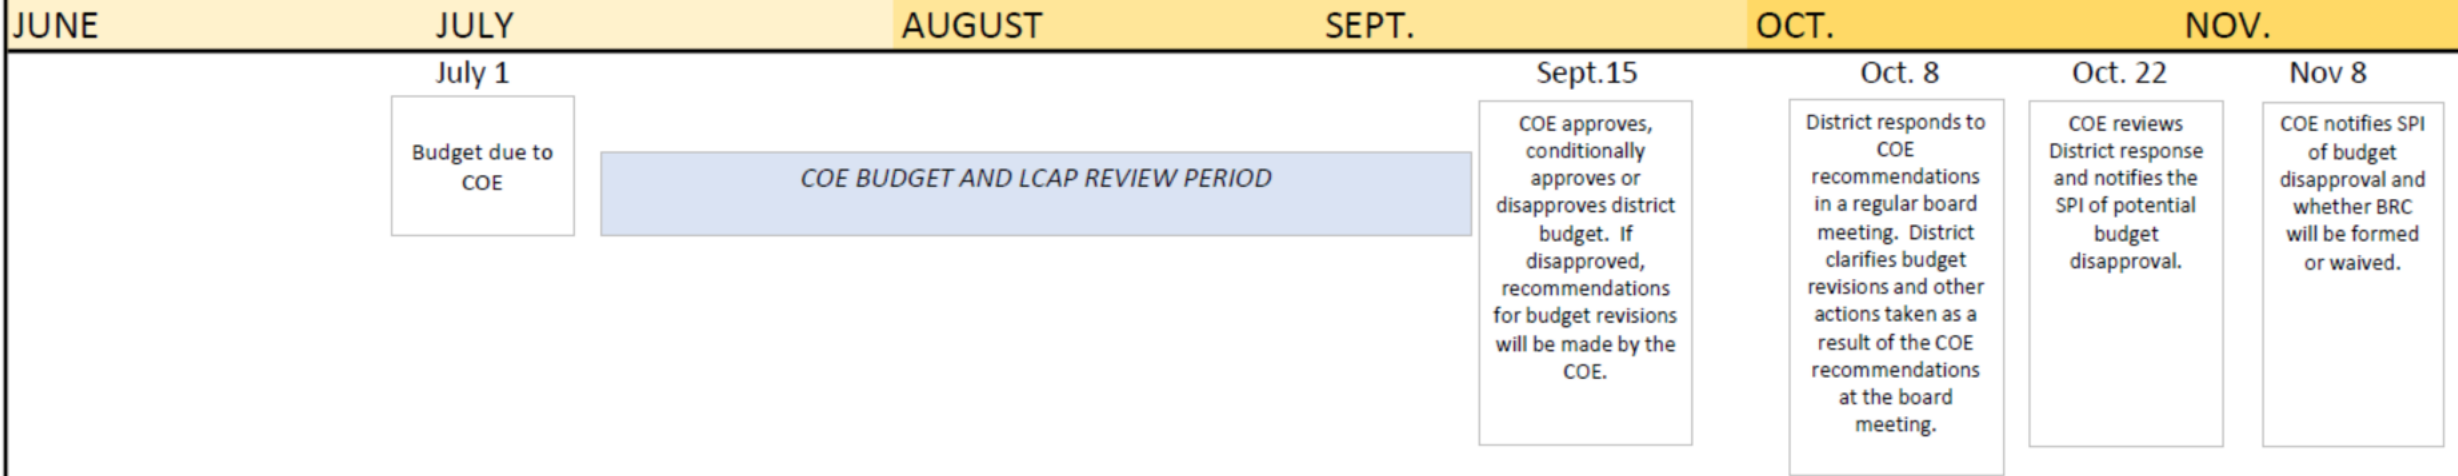 JUNE JULY AUGUST SEPT. OCT. NOV.
July 1
Budget due to
COE
COE BUDGET AND LCAP REVIEW PERIOD
Sept.15
COE approves,
conditionally
approves or
disapproves district
budget. If
disapproved,
recommendations
for budget revisions
will be made by the
COE.
Oct. 8
District responds to
COE
recommendations
in a regular board
meeting. District
clarifies budget
revisions and other
actions taken as a
result of the COE
recommendations
at the board
meeting.
Oct. 22
COE reviews
District response
and notifies the
SPI of potential
budget
disapproval.
Nov 8
COE notifies SPI
of budget
disapproval and
whether BRC
will be formed
or waived.